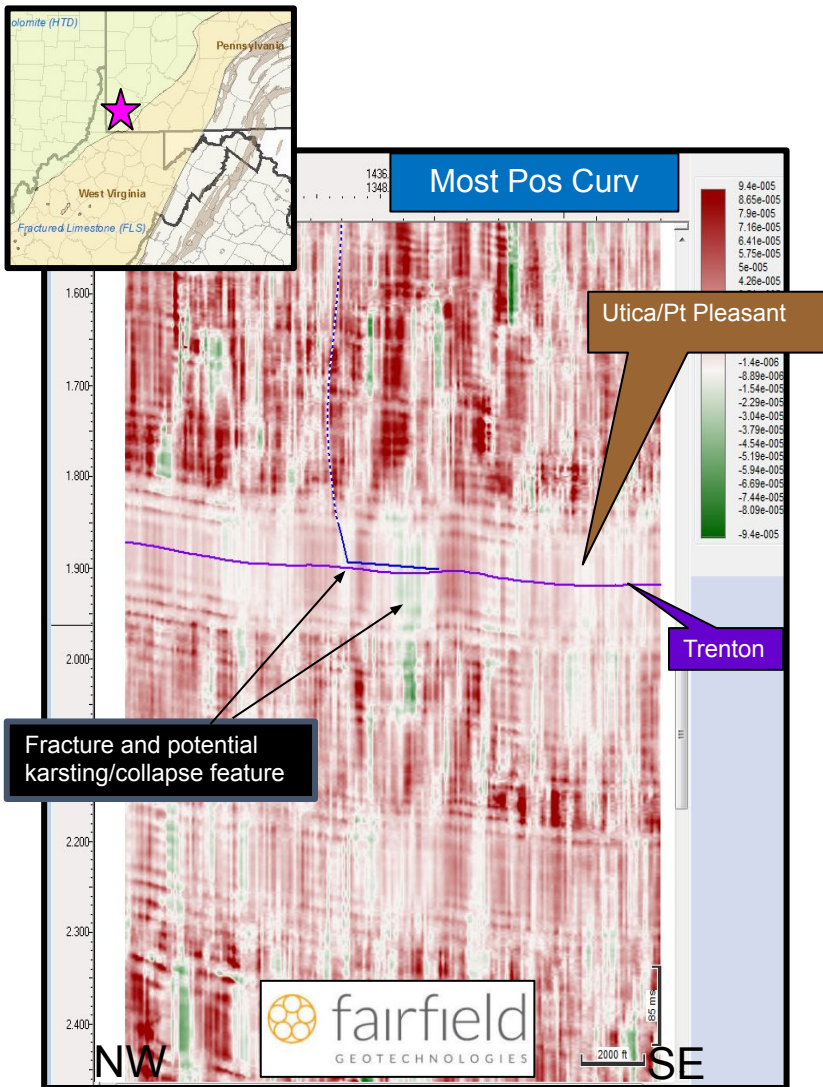 olomite (HTD)
Pennsylvania
West Virginia
Fractured Limestone (FLS)
1436.
1348.
Most Pos Curv
9.4e-005
8.65e-005
7.9e-005
7.16e-005
6.41e-005
5.75e-005
5e-005
4.26e-005
Utica/Pt Pleasant
-1.4e-006
-8.89e-006
-1.54e-005
-2.29e-005
-3.04e-005
-3.79e-005
-4.54e-005
-5.19e-005
-5.94e-005
-6.69e-005
-7.44e-005
-8.09e-005
-9.4e-005
1.600
1.700
1.800
1.900
2.000
2.200
2.300
2.400
Trenton
Fracture and potential
karsting/collapse feature
fairfield
GEOTECHNOLOGIES
85 ms
2000 ft
NW
SE